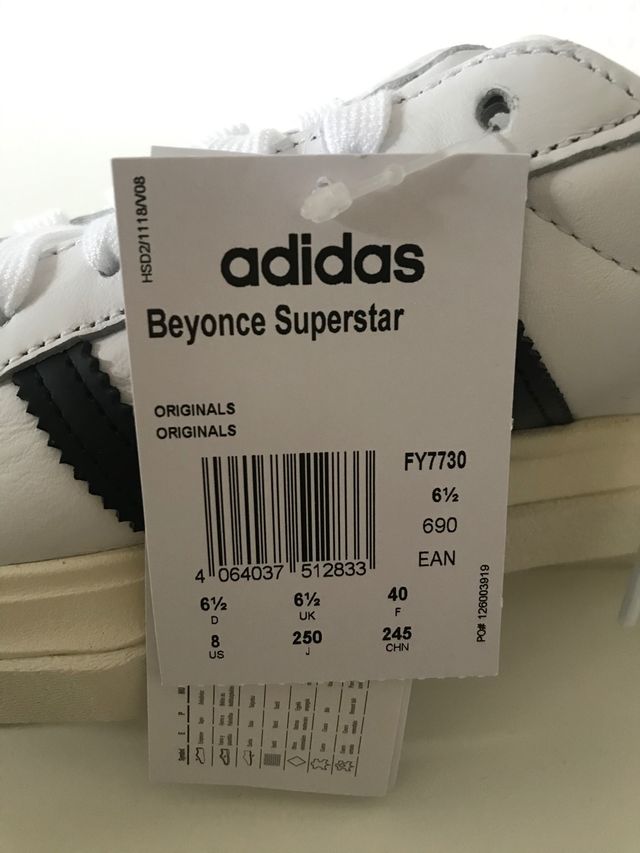 HSD2/1118/V08
adidas
Beyonce Superstar
ORIGINALS
ORIGINALS
FY7730
6½
690
EAN
4 064037 512833
6½ 6½ 40
D UK F
8 250 245
US J CHN
PO# 126003919